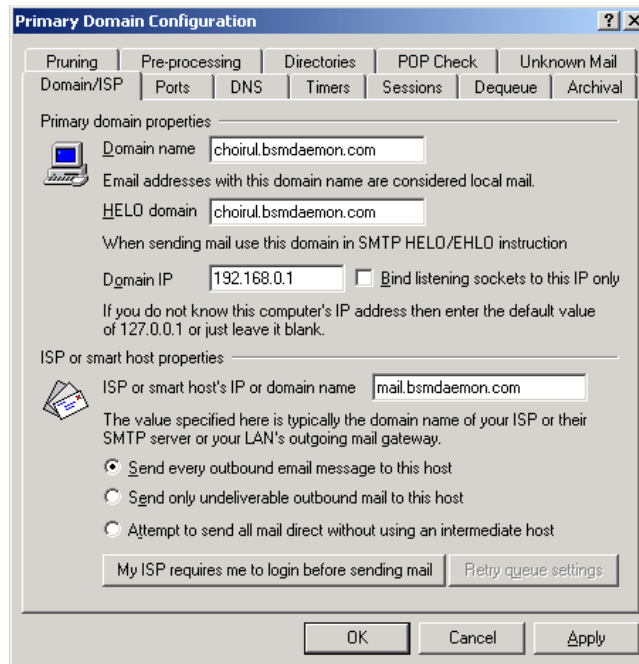 Primary Domain Configuration
Pruning Pre-processing Directories POP Check Unknown Mail
Domain/ISP Ports DNS Timers Sessions Dequeue Archival
Primary domain properties
Domain name choirul.bsmdaemon.com
Email addresses with this domain name are considered local mail.
HELO domain choirul.bsmdaemon.com
When sending mail use this domain in SMTP HELO/EHLO instruction
Domain IP 192.168.0.1 Bind listening sockets to this IP only
If you do not know this computer's IP address then enter the default value
of 127.0.0.1 or just leave it blank.
ISP or smart host properties
ISP or smart host's IP or domain name mail.bsmdaemon.com
The value specified here is typically the domain name of your ISP or their
SMTP server or your LAN's outgoing mail gateway.
Send every outbound email message to this host
Send only undeliverable outbound mail to this host
Attempt to send all mail direct without using an intermediate host
My ISP requires me to login before sending mail Retry queue settings
OK Cancel Apply